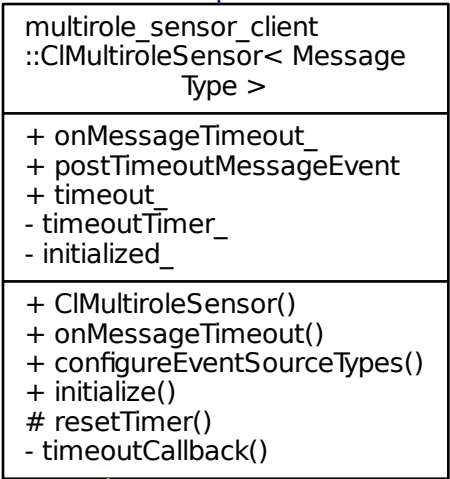 multirole_sensor_client
::ClMultiroleSensor< Message
Type >
+ onMessageTimeout_
+ postTimeoutMessageEvent
+ timeout_
- timeoutTimer_
- initialized_
+ ClMultiroleSensor()
+ onMessageTimeout()
+ configureEventSourceTypes()
+ initialize()
# resetTimer()
- timeoutCallback()